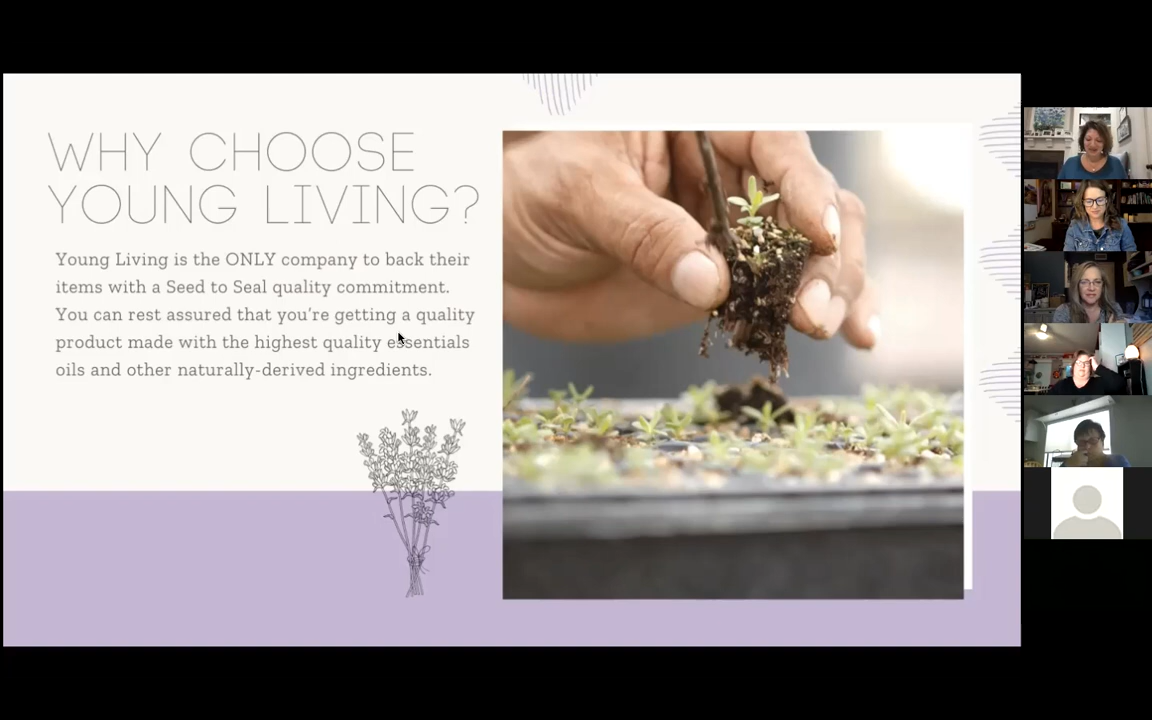 WHY CHOOSE
YOUNG LIVING?
Young Living is the ONLY company to back their
items with a Seed to Seal quality commitment.
You can rest assured that you're getting a quality
product made with the highest quality essentials
oils and other naturally-derived ingredients.